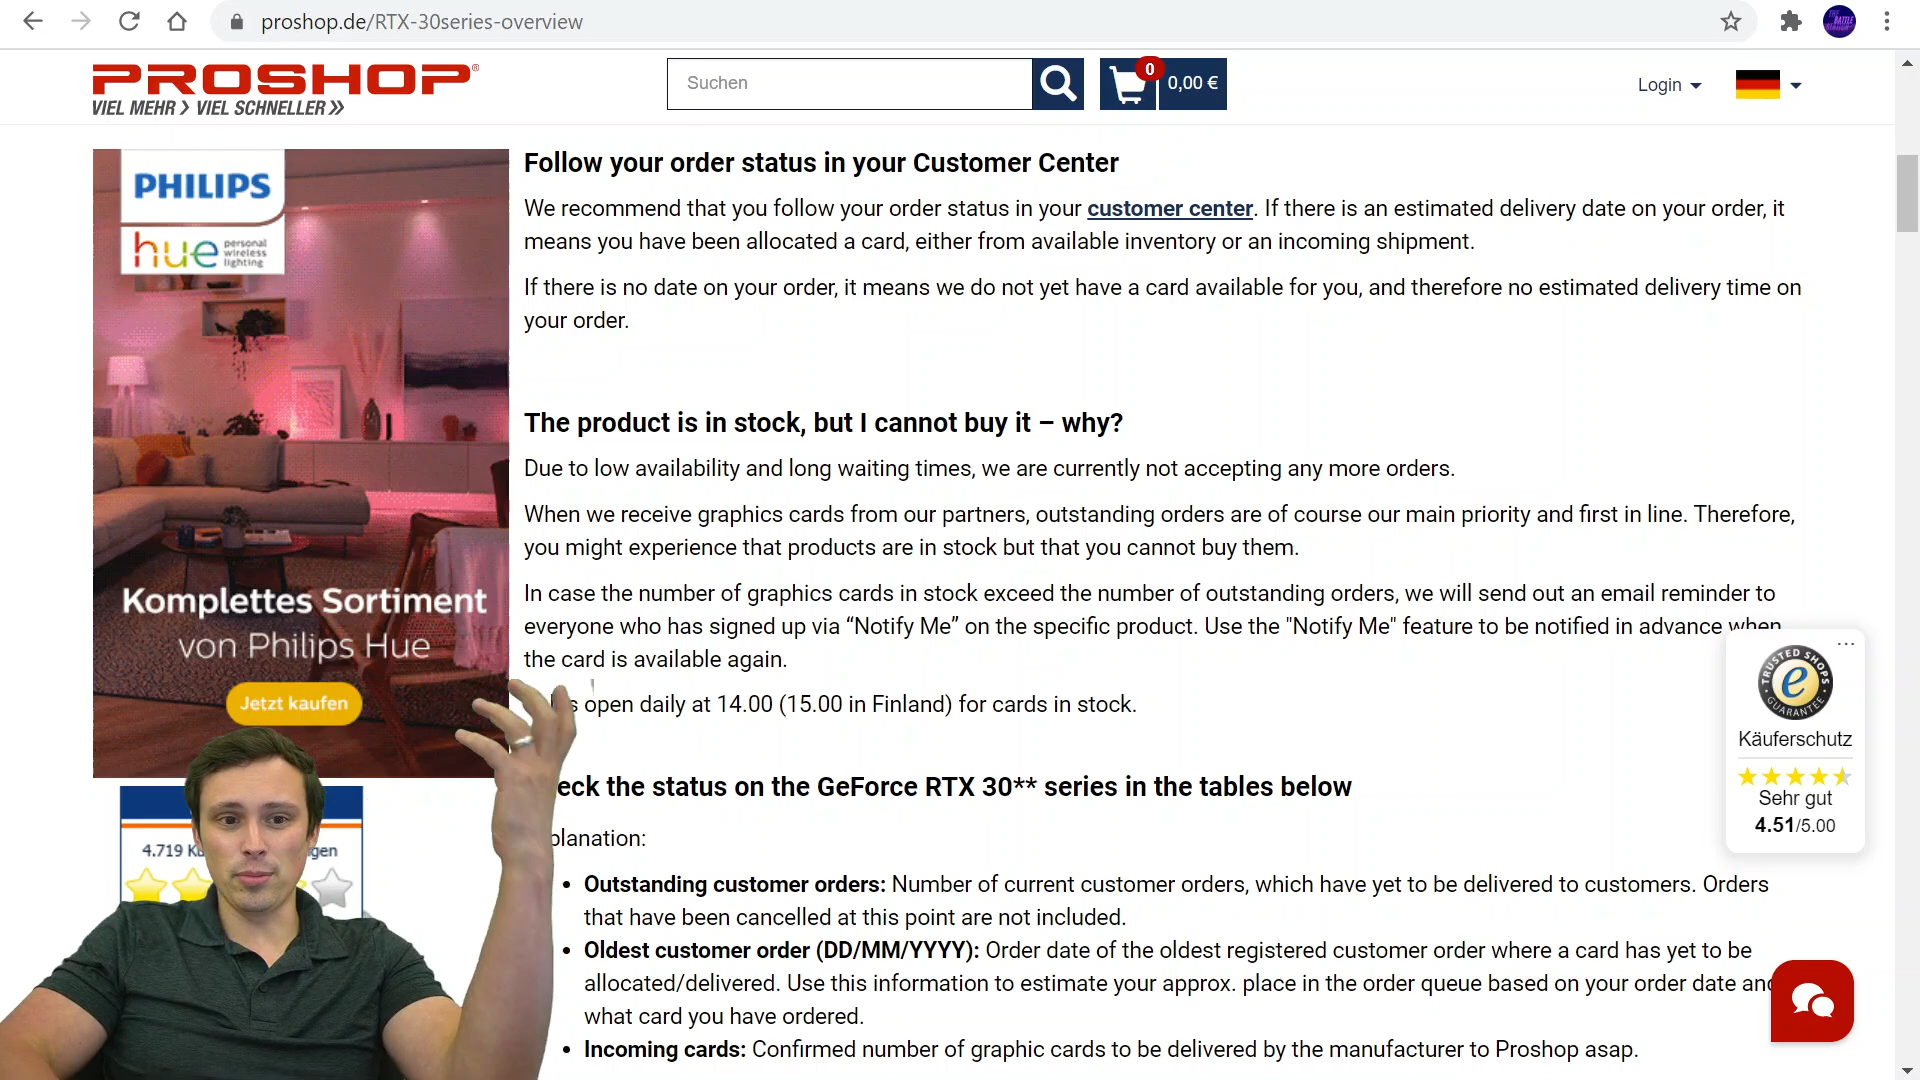 proshop.de/RTX-30series-overview
PROSHOP®
VIEL MEHR > VIEL SCHNELLER >>
Suchen
0
0,00 €
Login
PHILIPS
hue personal wireless lighting
Komplettes Sortiment
von Philips Hue
Jetzt kaufen
4.719
Follow your order status in your Customer Center
We recommend that you follow your order status in your customer center. If there is an estimated delivery date on your order, it
means you have been allocated a card, either from available inventory or an incoming shipment.
If there is no date on your order, it means we do not yet have a card available for you, and therefore no estimated delivery time on
your order.
The product is in stock, but I cannot buy it – why?
Due to low availability and long waiting times, we are currently not accepting any more orders.
When we receive graphics cards from our partners, outstanding orders are of course our main priority and first in line. Therefore,
you might experience that products are in stock but that you cannot buy them.
In case the number of graphics cards in stock exceed the number of outstanding orders, we will send out an email reminder to
everyone who has signed up via “Notify Me” on the specific product. Use the "Notify Me" feature to be notified in advance when
the card is available again.
open daily at 14.00 (15.00 in Finland) for cards in stock.
eck the status on the GeForce RTX 30** series in the tables below
planation:
• Outstanding customer orders: Number of current customer orders, which have yet to be delivered to customers. Orders
that have been cancelled at this point are not included.
• Oldest customer order (DD/MM/YYYY): Order date of the oldest registered customer order where a card has yet to be
allocated/delivered. Use this information to estimate your approx. place in the order queue based on your order date and
what card you have ordered.
• Incoming cards: Confirmed number of graphic cards to be delivered by the manufacturer to Proshop asap.
TRUSTED SHOPS
e
GUARANTEE
Käuferschutz
Sehr gut
4.51/5.00